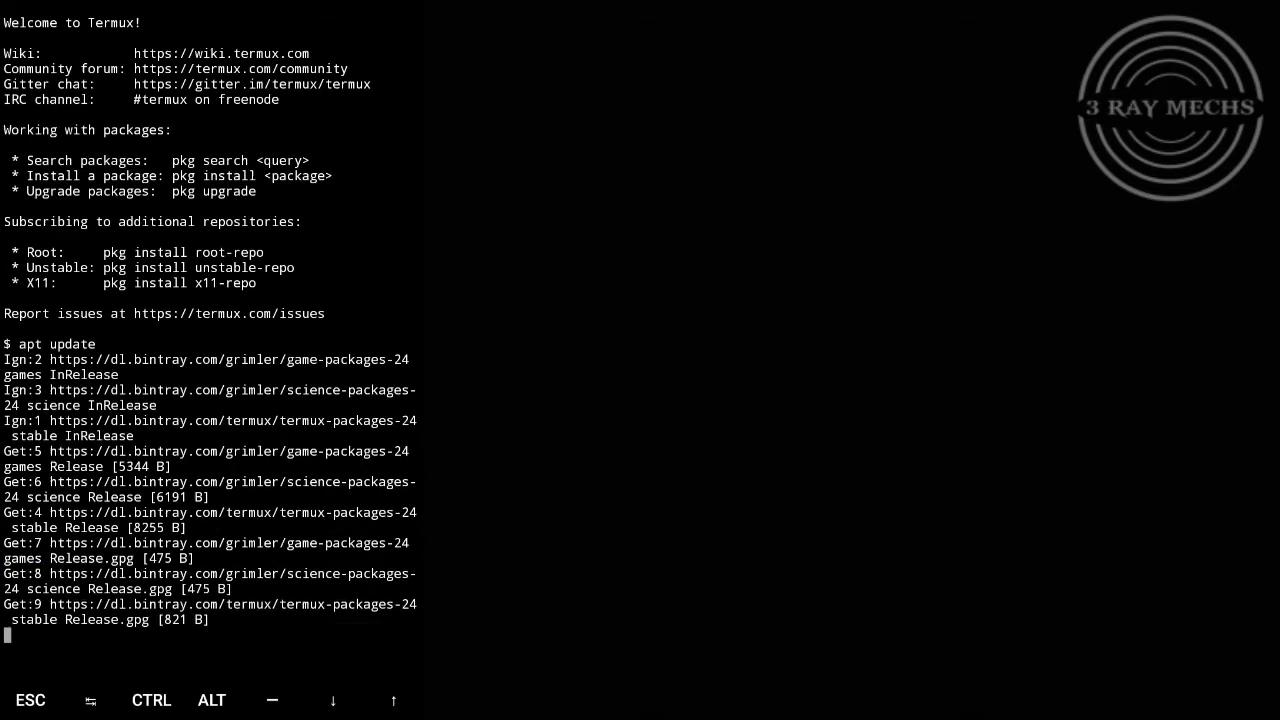 Welcome to Termux!
Wiki: https://wiki.termux.com
Community forum: https://termux.com/community
Gitter chat: https://gitter.im/termux/termux
IRC channel: #termux on freenode
Working with packages:
* Search packages: pkg search <query>
* Install a package: pkg install <package>
* Upgrade packages: pkg upgrade
Subscribing to additional repositories:
* Root: pkg install root-repo
* Unstable: pkg install unstable-repo
* X11: pkg install x11-repo
Report issues at https://termux.com/issues
$ apt update
Ign:2 https://dl.bintray.com/grimler/game-packages-24
games InRelease
Ign:3 https://dl.bintray.com/grimler/science-packages-
24 science InRelease
Ign:1 https://dl.bintray.com/termux/termux-packages-24
stable InRelease
Get:5 https://dl.bintray.com/grimler/game-packages-24
games Release [5344 B]
Get:6 https://dl.bintray.com/grimler/science-packages-
24 science Release [6191 B]
Get:4 https://dl.bintray.com/termux/termux-packages-24
stable Release [8255 B]
Get:7 https://dl.bintray.com/grimler/game-packages-24
games Release.gpg [475 B]
Get:8 https://dl.bintray.com/grimler/science-packages-
24 science Release.gpg [475 B]
Get:9 https://dl.bintray.com/termux/termux-packages-24
stable Release.gpg [821 B]
ESC ↹ CTRL ALT — ↓ ↑
3 RAY MECHS